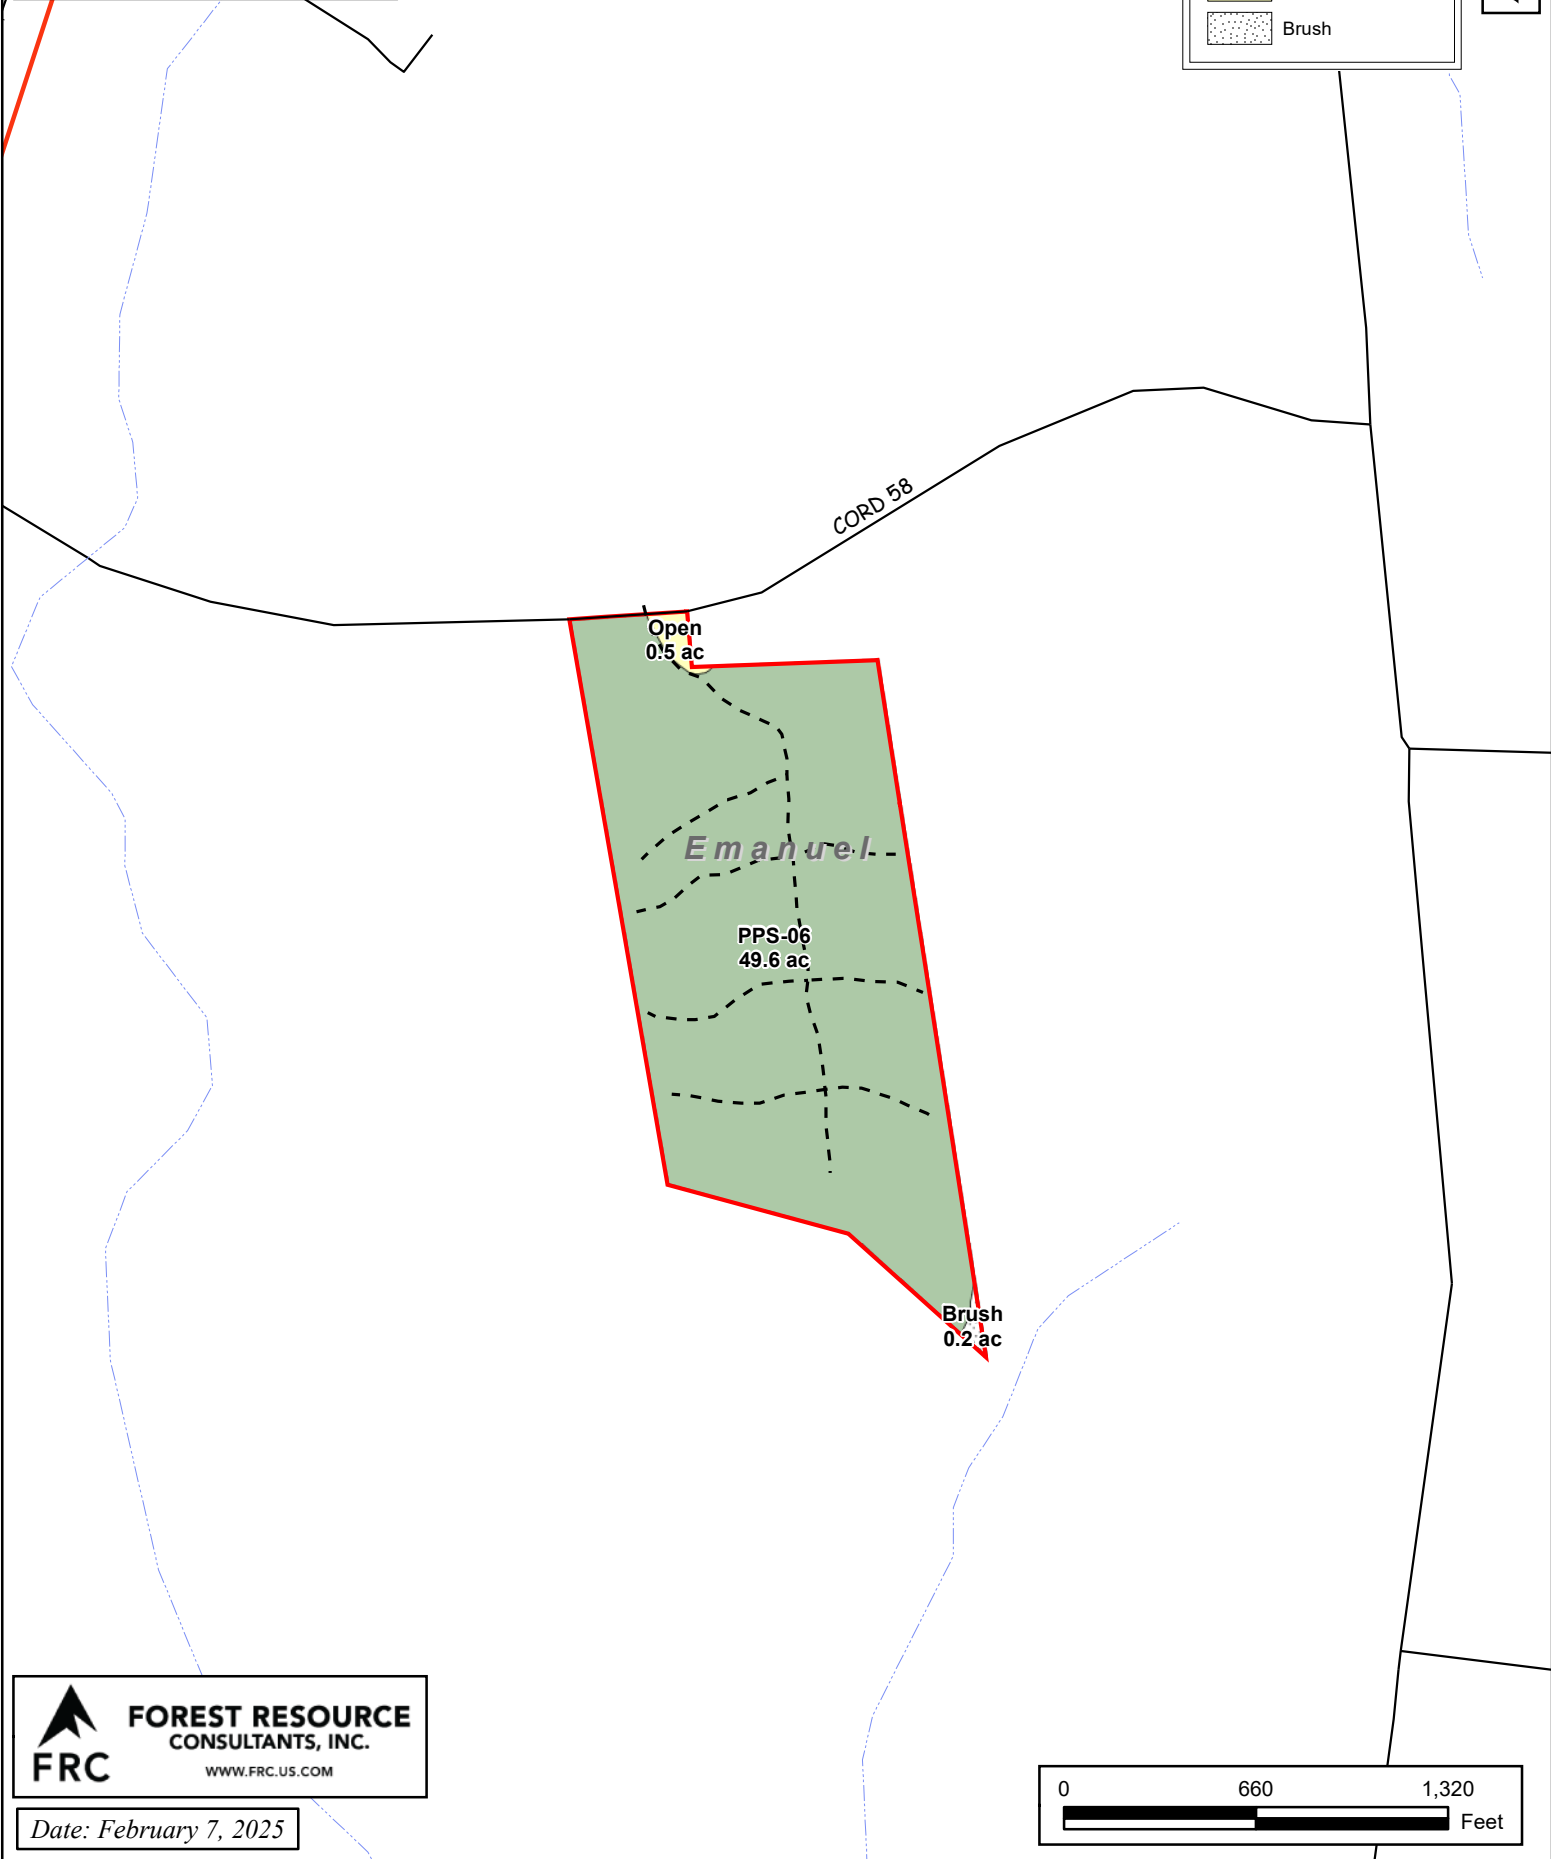 Brush
CORD 58
Open
0.5 ac
Emanuel
PPS-06
49.6 ac
Brush
0.2 ac
FOREST RESOURCE
CONSULTANTS, INC.
FRC
WWW.FRC.US.COM
Date: February 7, 2025
0 660 1,320
Feet